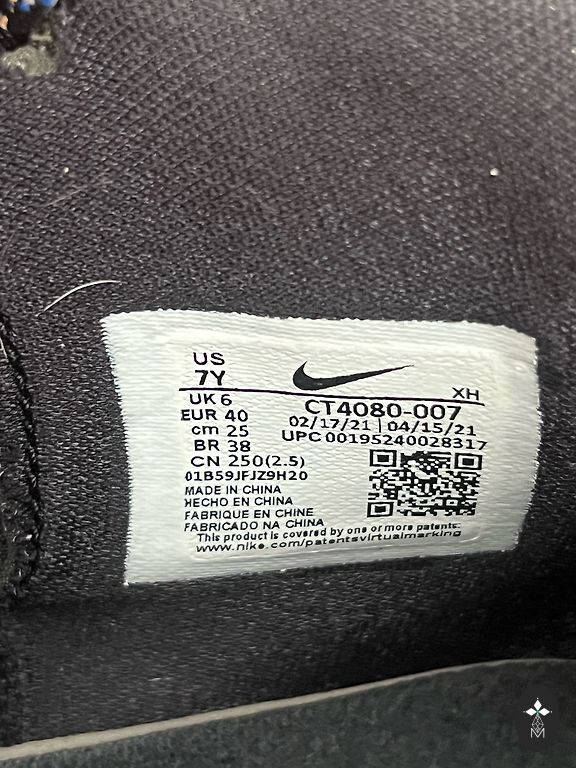 US
7Y
XH
UK 6
EUR 40
cm 25
BR 38
CN 250(2.5)
CT4080-007
02/17/21 | 04/15/21
UPC 00195240028317
01B59JFJZ9H20
MADE IN CHINA
HECHO EN CHINA
FABRIQUE EN CHINE
FABRICADO NA CHINA
This product is covered by one or more patents:
www.nike.com/patentsvirtualmarking
M